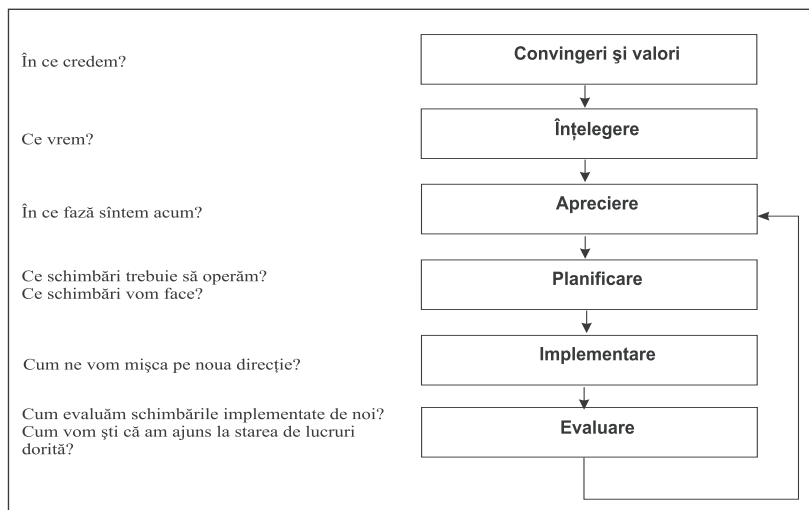 În ce credem?
Convingeri şi valori
Ce vrem?
Înţelegere
În ce fază sîntem acum?
Apreciere
Ce schimbări trebuie să operăm?
Ce schimbări vom face?
Planificare
Cum ne vom mişca pe noua direcţie?
Implementare
Cum evaluăm schimbările implementate de noi?
Cum vom şti că am ajuns la starea de lucruri
dorită?
Evaluare